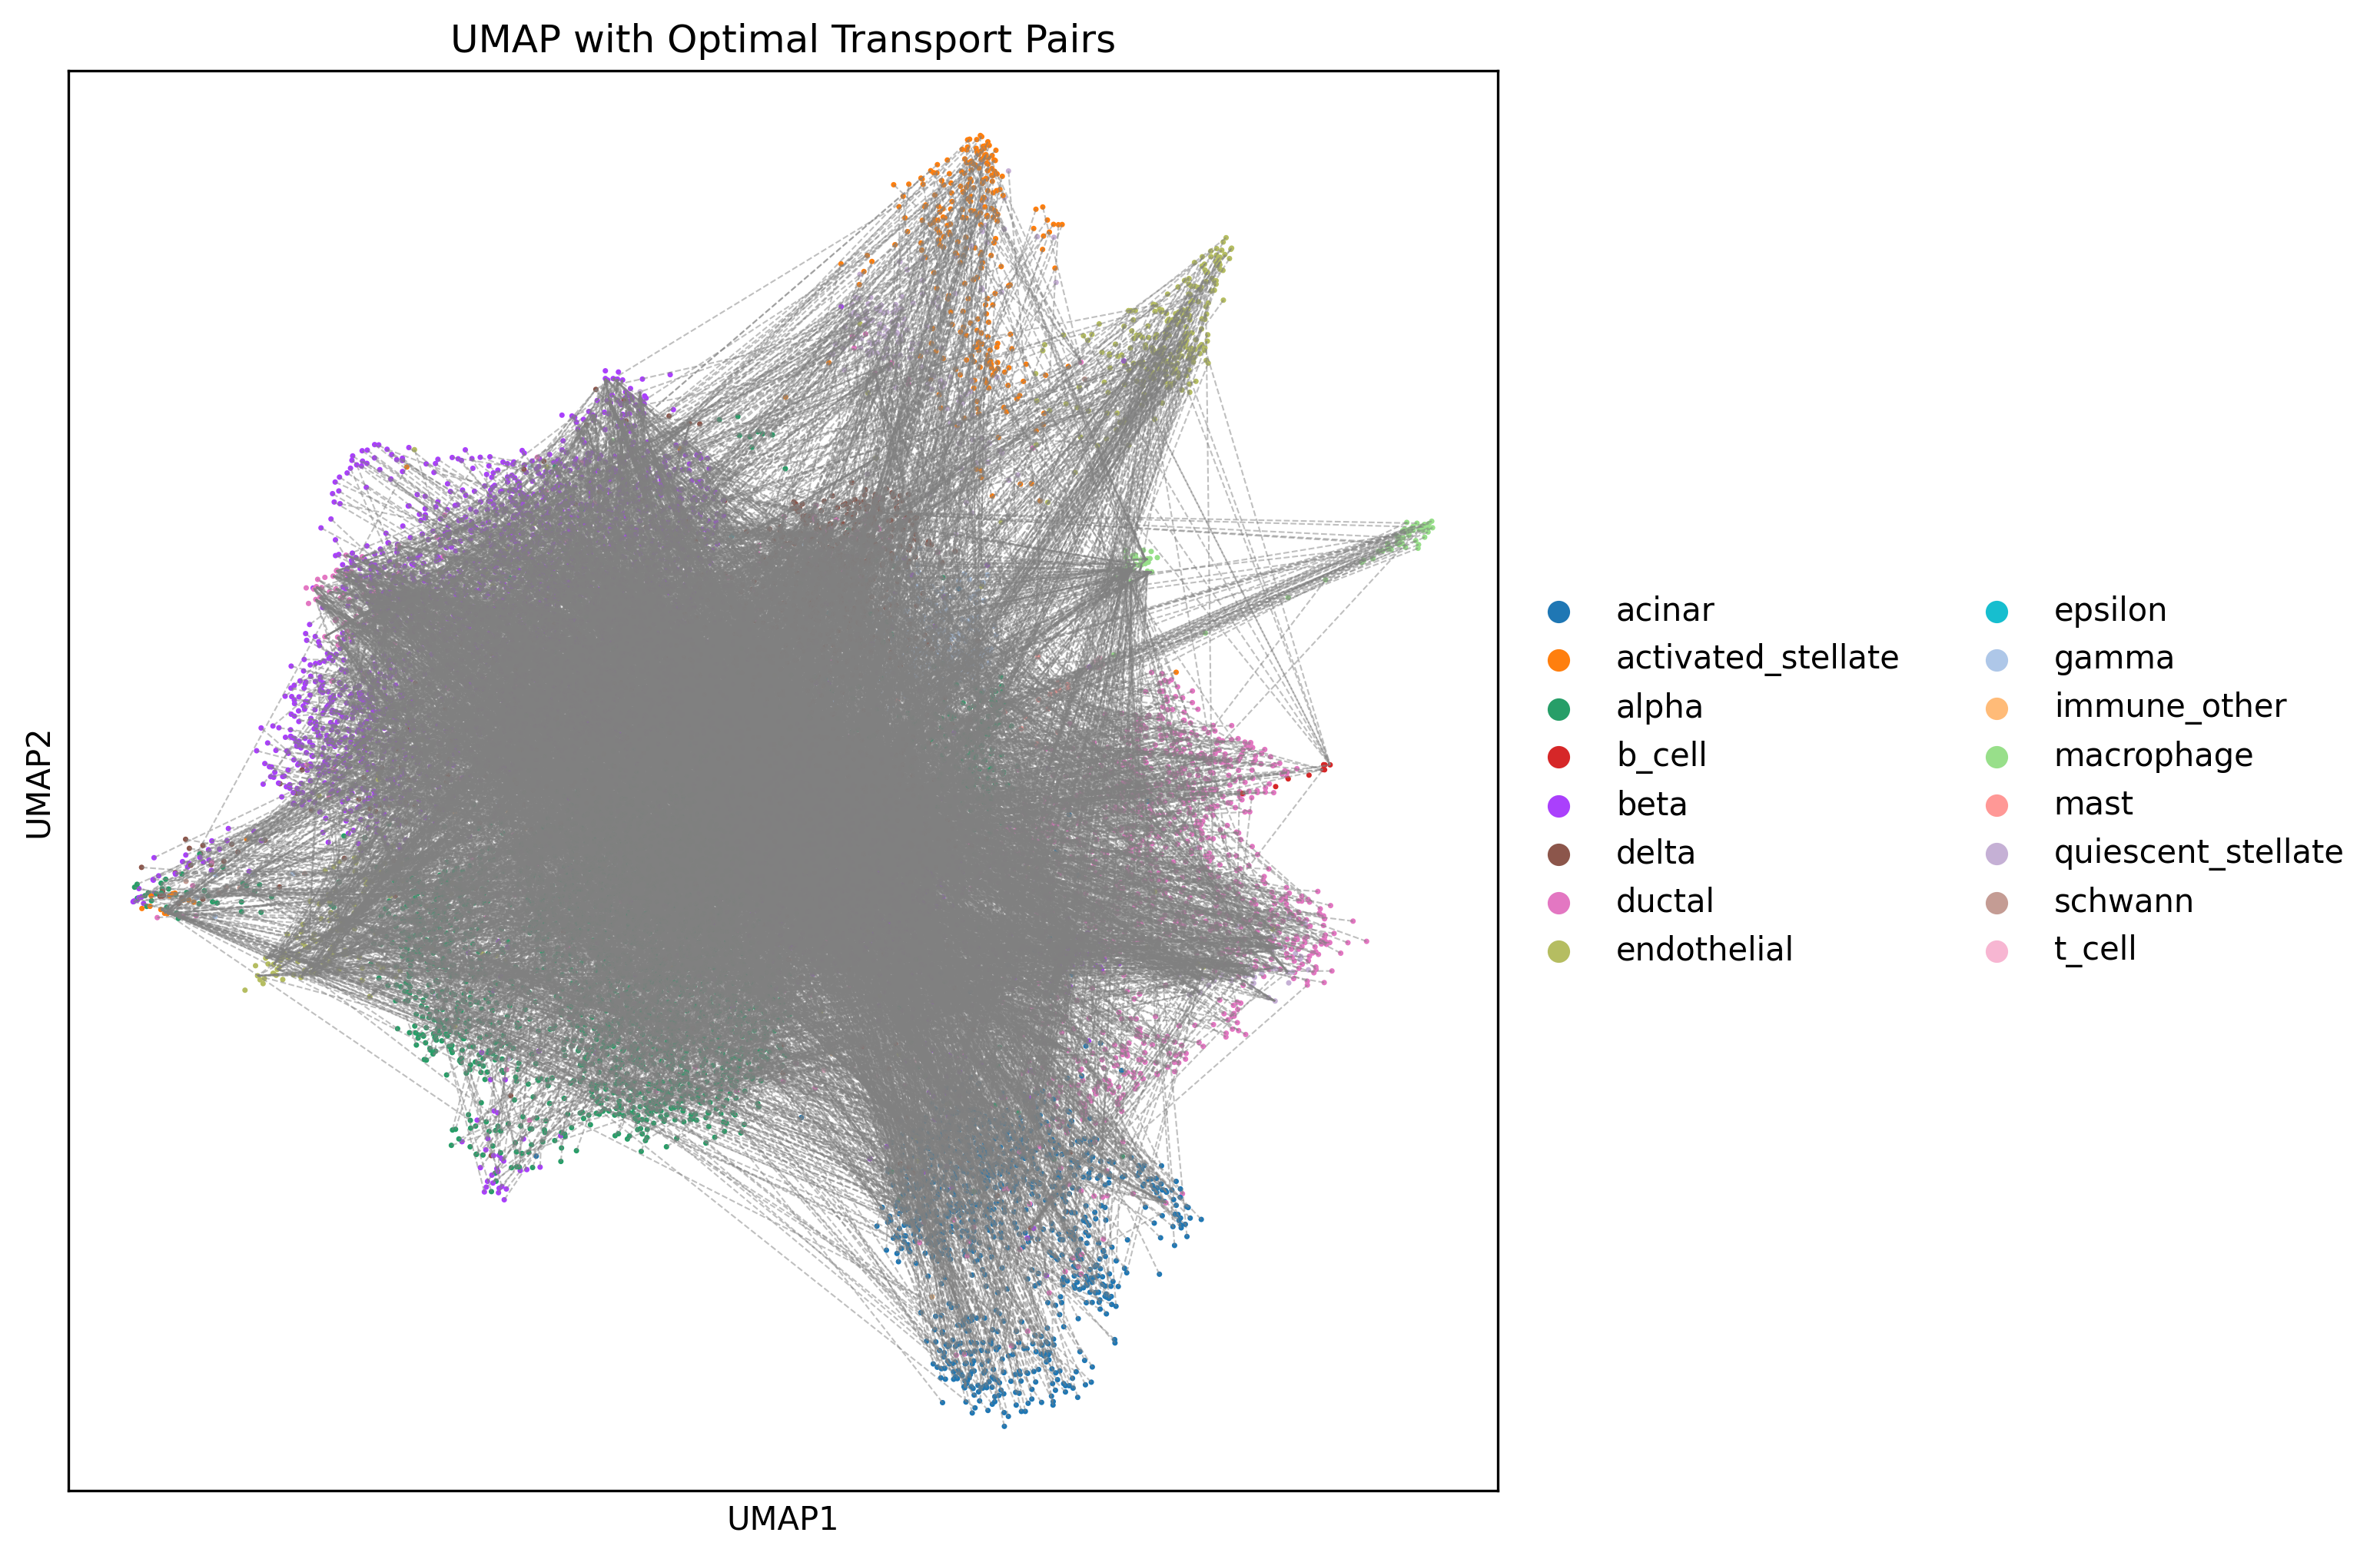 UMAP with Optimal Transport Pairs
UMAP2
UMAP1
acinar
activated_stellate
alpha
b_cell
beta
delta
ductal
endothelial
epsilon
gamma
immune_other
macrophage
mast
quiescent_stellate
schwann
t_cell